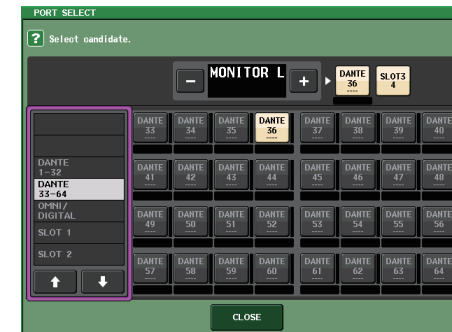 PORT SELECT
? Select candidate.
− MONITOR L +
DANTE 36 ----
SLOT3 4
DANTE 1-32
DANTE 33-64
OMNI/ DIGITAL
SLOT 1
SLOT 2
DANTE 33 ----
DANTE 34 ----
DANTE 35 ----
DANTE 36 ----
DANTE 37 ----
DANTE 38 ----
DANTE 39 ----
DANTE 40 ----
DANTE 41 ----
DANTE 42 ----
DANTE 43 ----
DANTE 44 ----
DANTE 45 ----
DANTE 46 ----
DANTE 47 ----
DANTE 48 ----
DANTE 49 ----
DANTE 50 ----
DANTE 51 ----
DANTE 52 ----
DANTE 53 ----
DANTE 54 ----
DANTE 55 ----
DANTE 56 ----
DANTE 57 ----
DANTE 58 ----
DANTE 59 ----
DANTE 60 ----
DANTE 61 ----
DANTE 62 ----
DANTE 63 ----
DANTE 64 ----
CLOSE